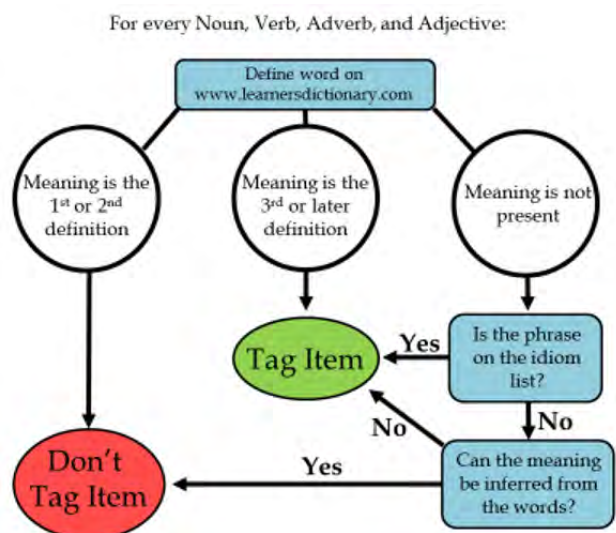 For every Noun, Verb, Adverb, and Adjective:
Define word on
www.learnersdictionary.com
Meaning is the
1st or 2nd
definition
Meaning is the
3rd or later
definition
Meaning is not
present
Is the phrase
on the idiom
list?
Yes
Tag Item
No
No
Can the meaning
be inferred from
the words?
Yes
Don't
Tag Item